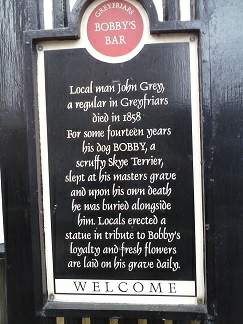 GREYFRIARS
BOBBY'S
BAR
Local man John Grey,
a regular in Greyfriars
died in 1858
For some fourteen years
his dog BOBBY, a
scruffy Skye Terrier,
slept at his masters grave
and upon his own death
he was buried alongside
him. Locals erected a
statue in tribute to Bobby's
loyalty and fresh flowers
are laid on his grave daily.
WELCOME